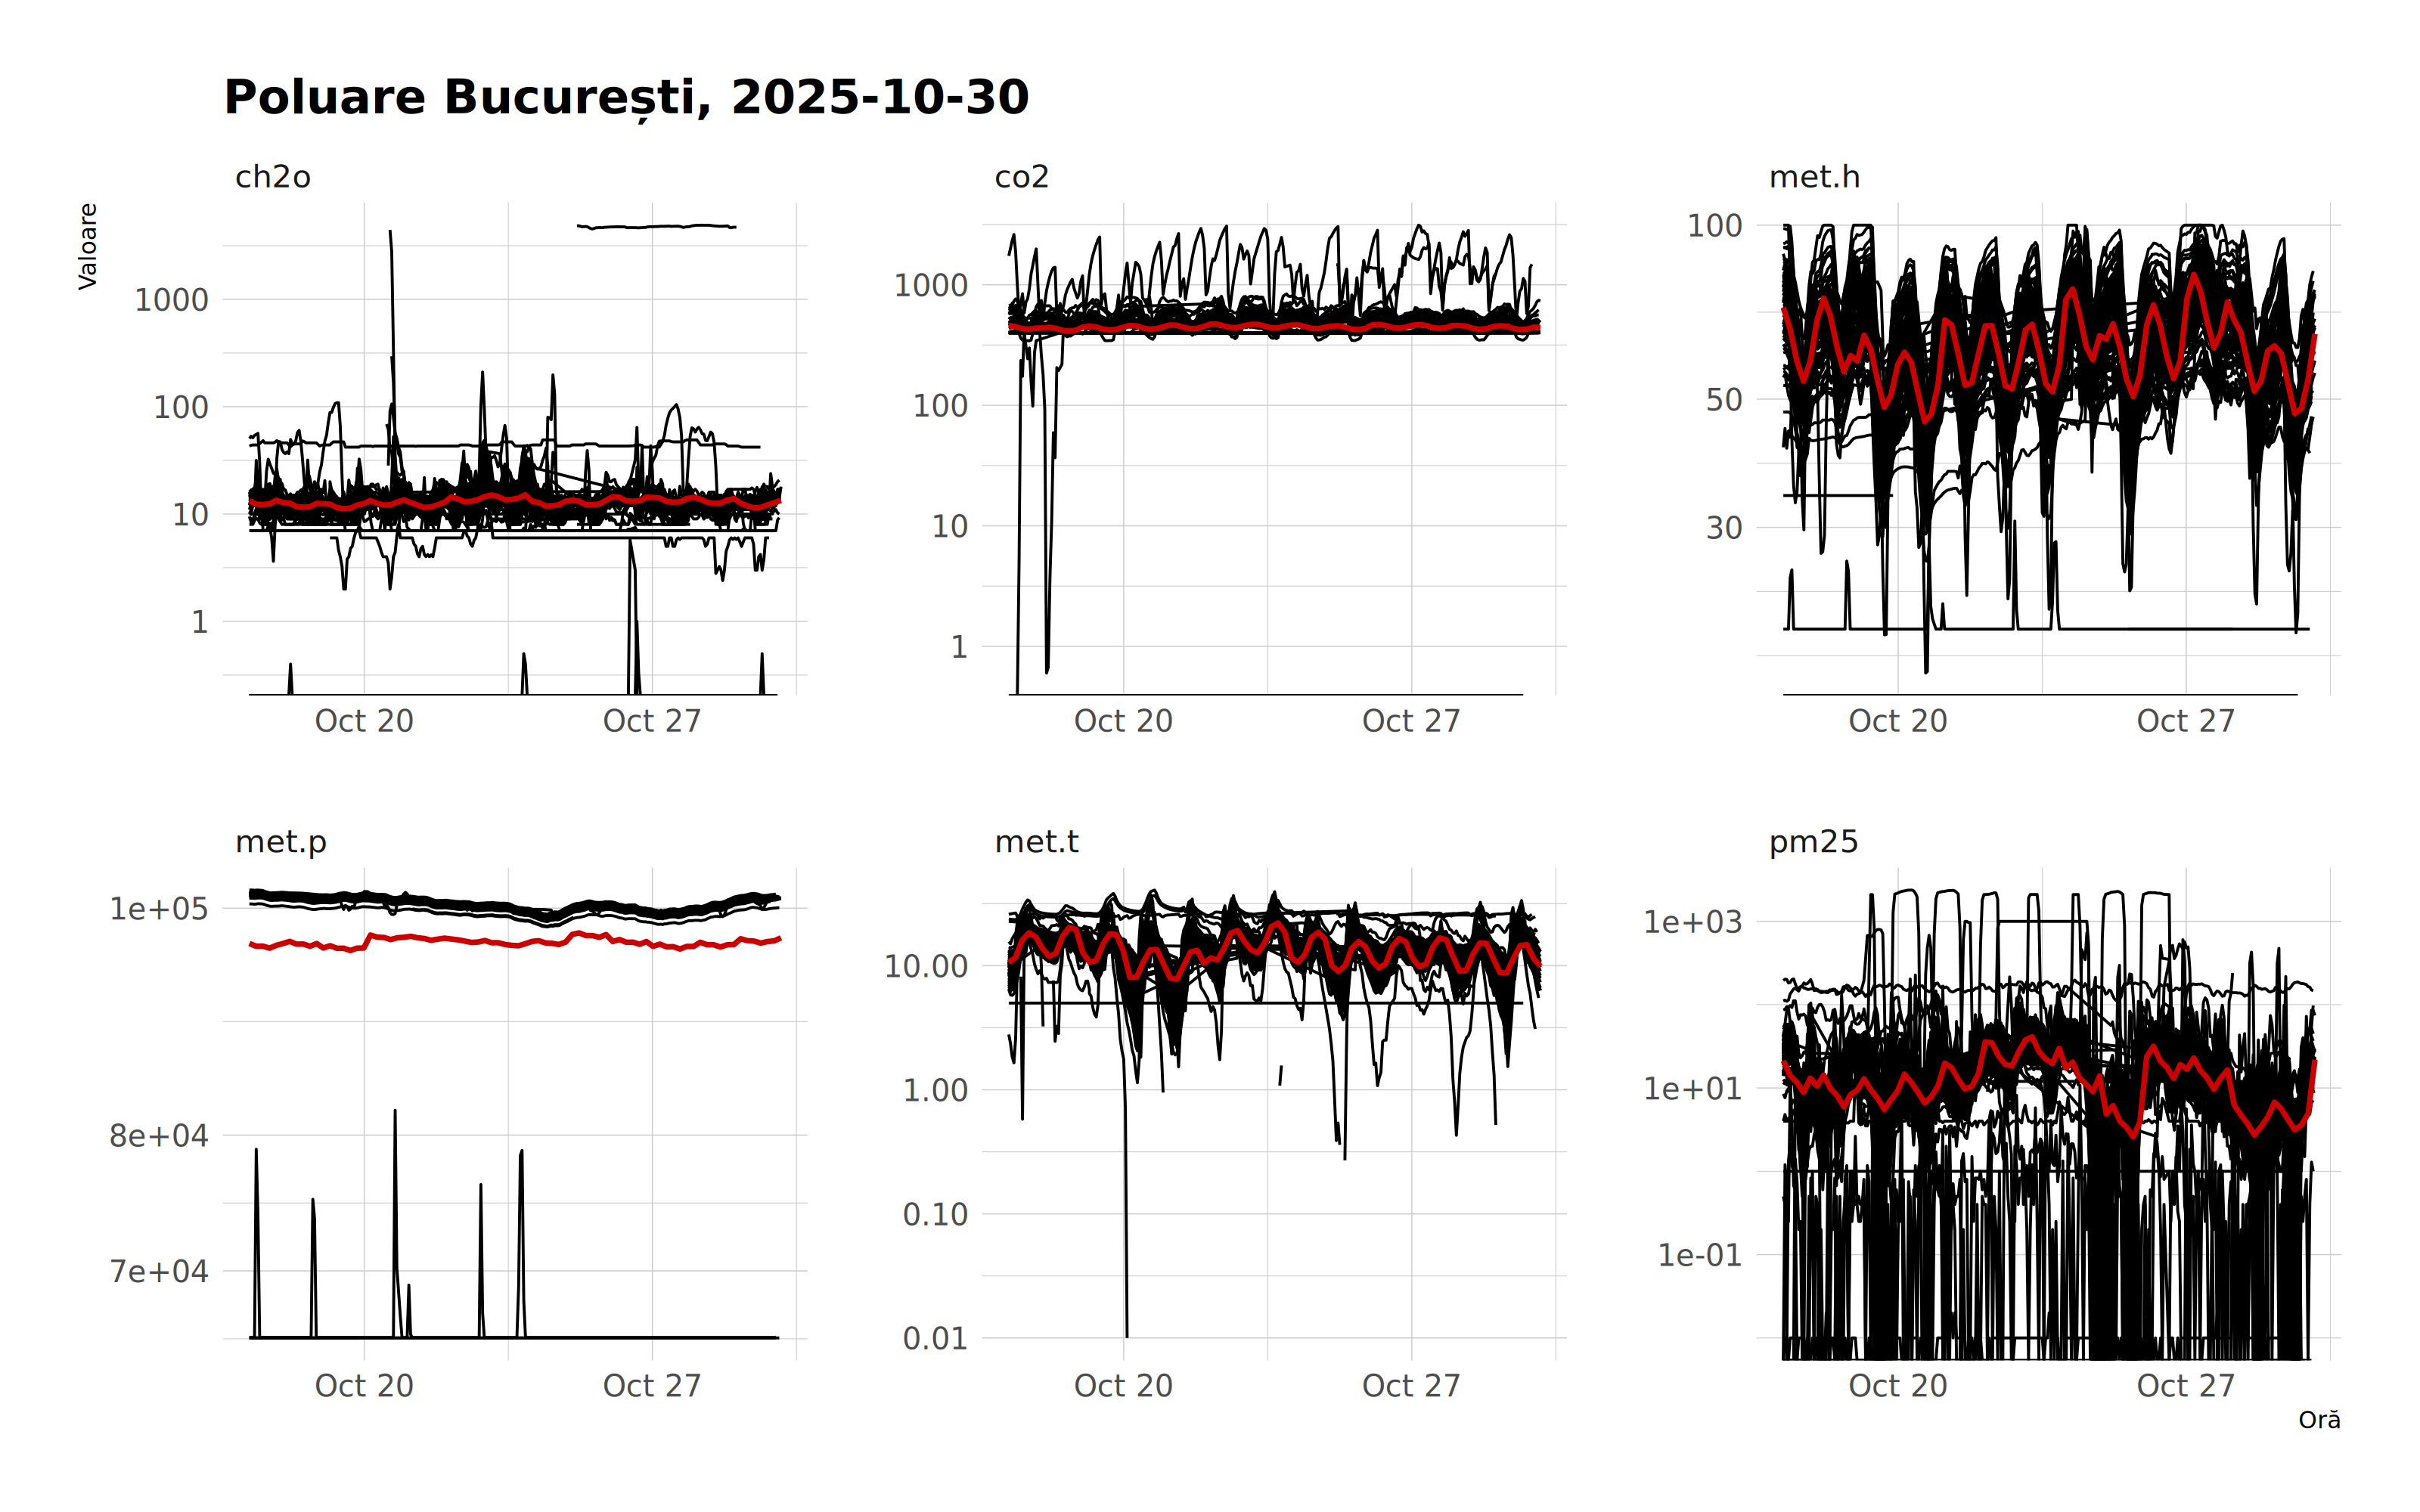 Poluare București, 2025-10-30
Valoare
ch2o
1000
100
10
1
Oct 20 Oct 27
co2
1000
100
10
1
Oct 20 Oct 27
met.h
100
50
30
Oct 20 Oct 27
met.p
1e+05
8e+04
7e+04
Oct 20 Oct 27
met.t
10.00
1.00
0.10
0.01
Oct 20 Oct 27
pm25
1e+03
1e+01
1e-01
Oct 20 Oct 27
Oră